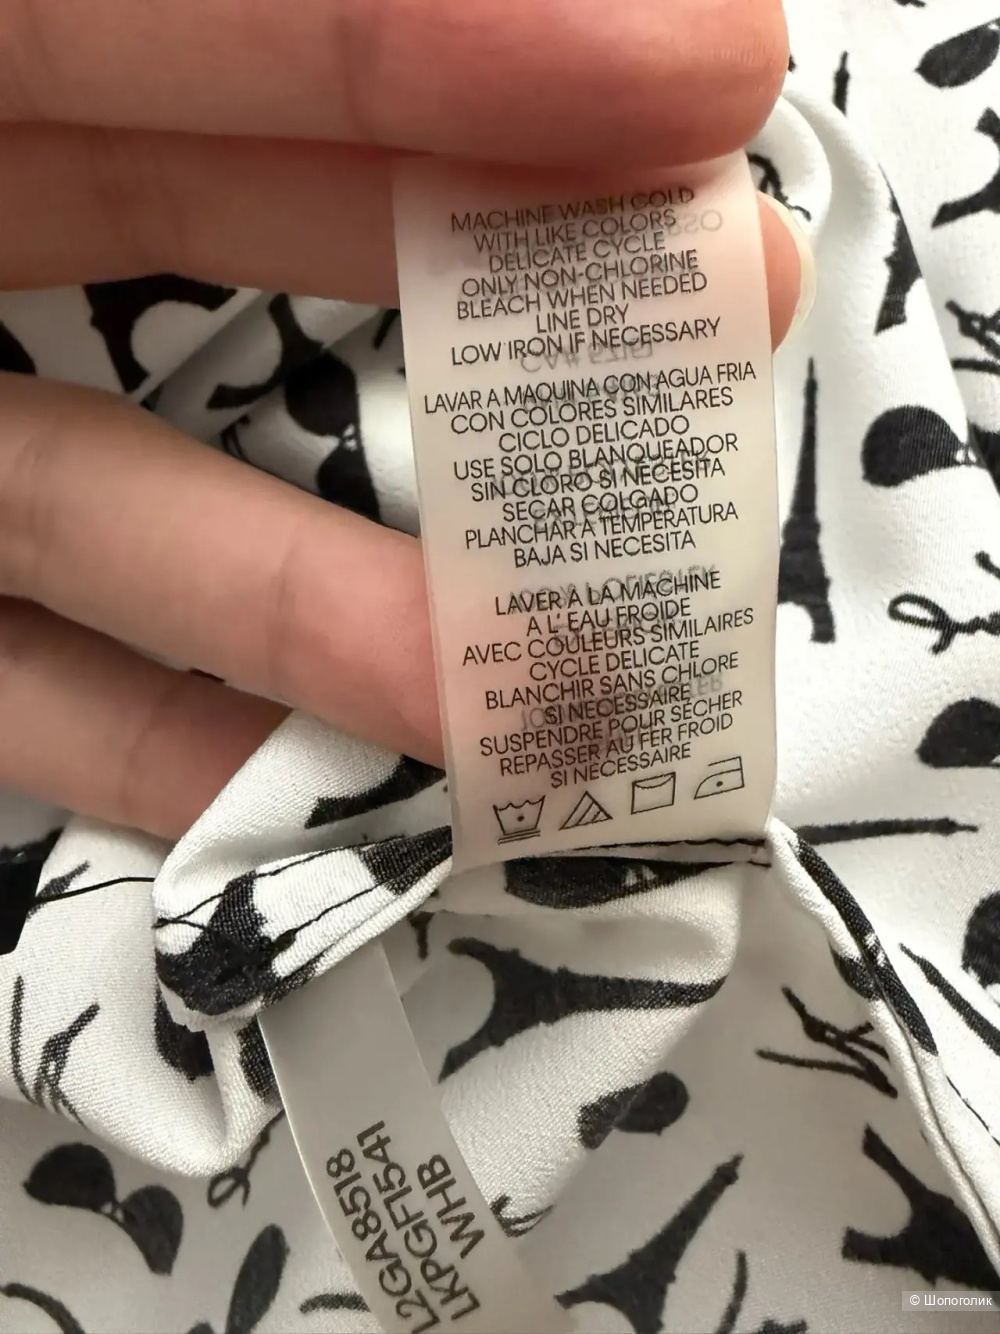 MACHINE WASH COLD
WITH LIKE COLORS
DELICATE CYCLE
ONLY NON-CHLORINE
BLEACH WHEN NEEDED
LINE DRY
LOW IRON IF NECESSARY
LAVAR A MAQUINA CON AGUA FRIA
CON COLORES SIMILARES
CICLO DELICADO
USE SOLO BLANQUEADOR
SIN CLORO SI NECESITA
SECAR COLGADO
PLANCHAR A TEMPERATURA
BAJA SI NECESITA
LAVER A LA MACHINE
A L' EAU FROIDE
AVEC COULEURS SIMILAIRES
CYCLE DELICATE
BLANCHIR SANS CHLORE
SI NECESSAIRE
SUSPENDRE POUR SECHER
REPASSER AU FER FROID
SI NECESSAIRE
L2GA8518
LKPGF1541
WHB
© Шопоголик